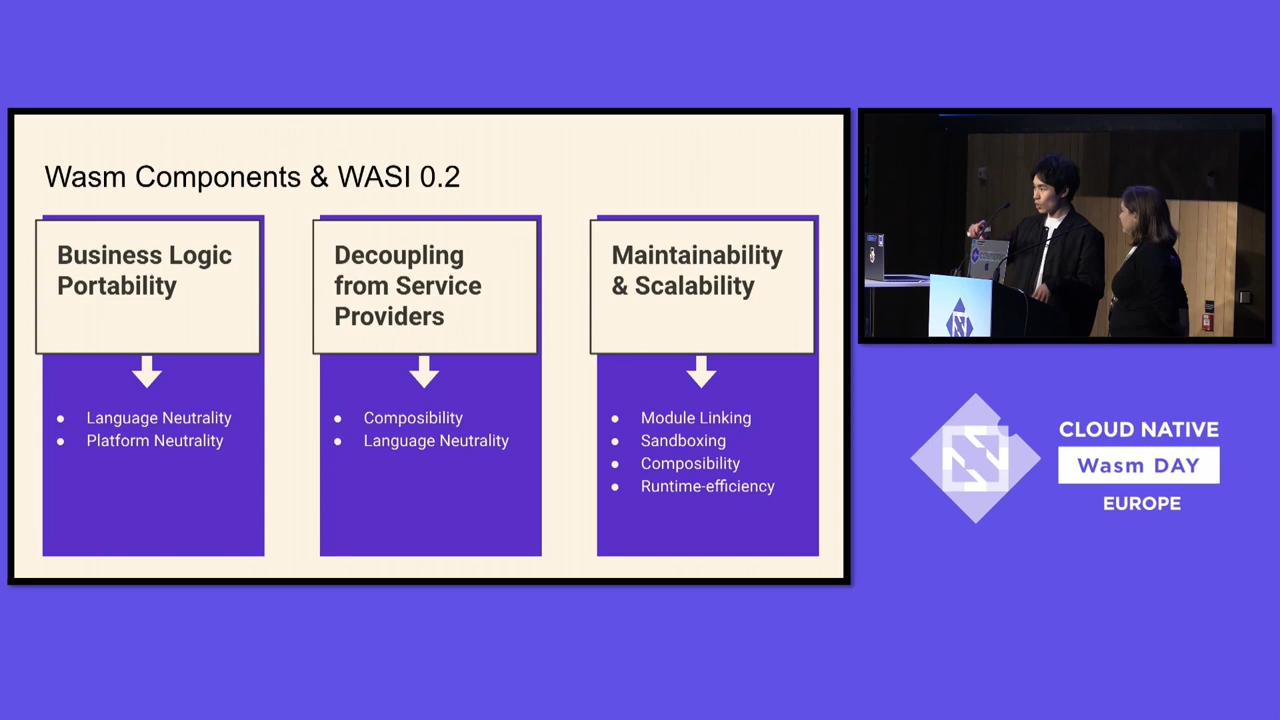 Wasm Components & WASI 0.2
Business Logic
Portability
Language Neutrality
Platform Neutrality
Decoupling
from Service
Providers
Composibility
Language Neutrality
Maintainability
& Scalability
Module Linking
Sandboxing
Composibility
Runtime-efficiency
CLOUD NATIVE
Wasm DAY
EUROPE